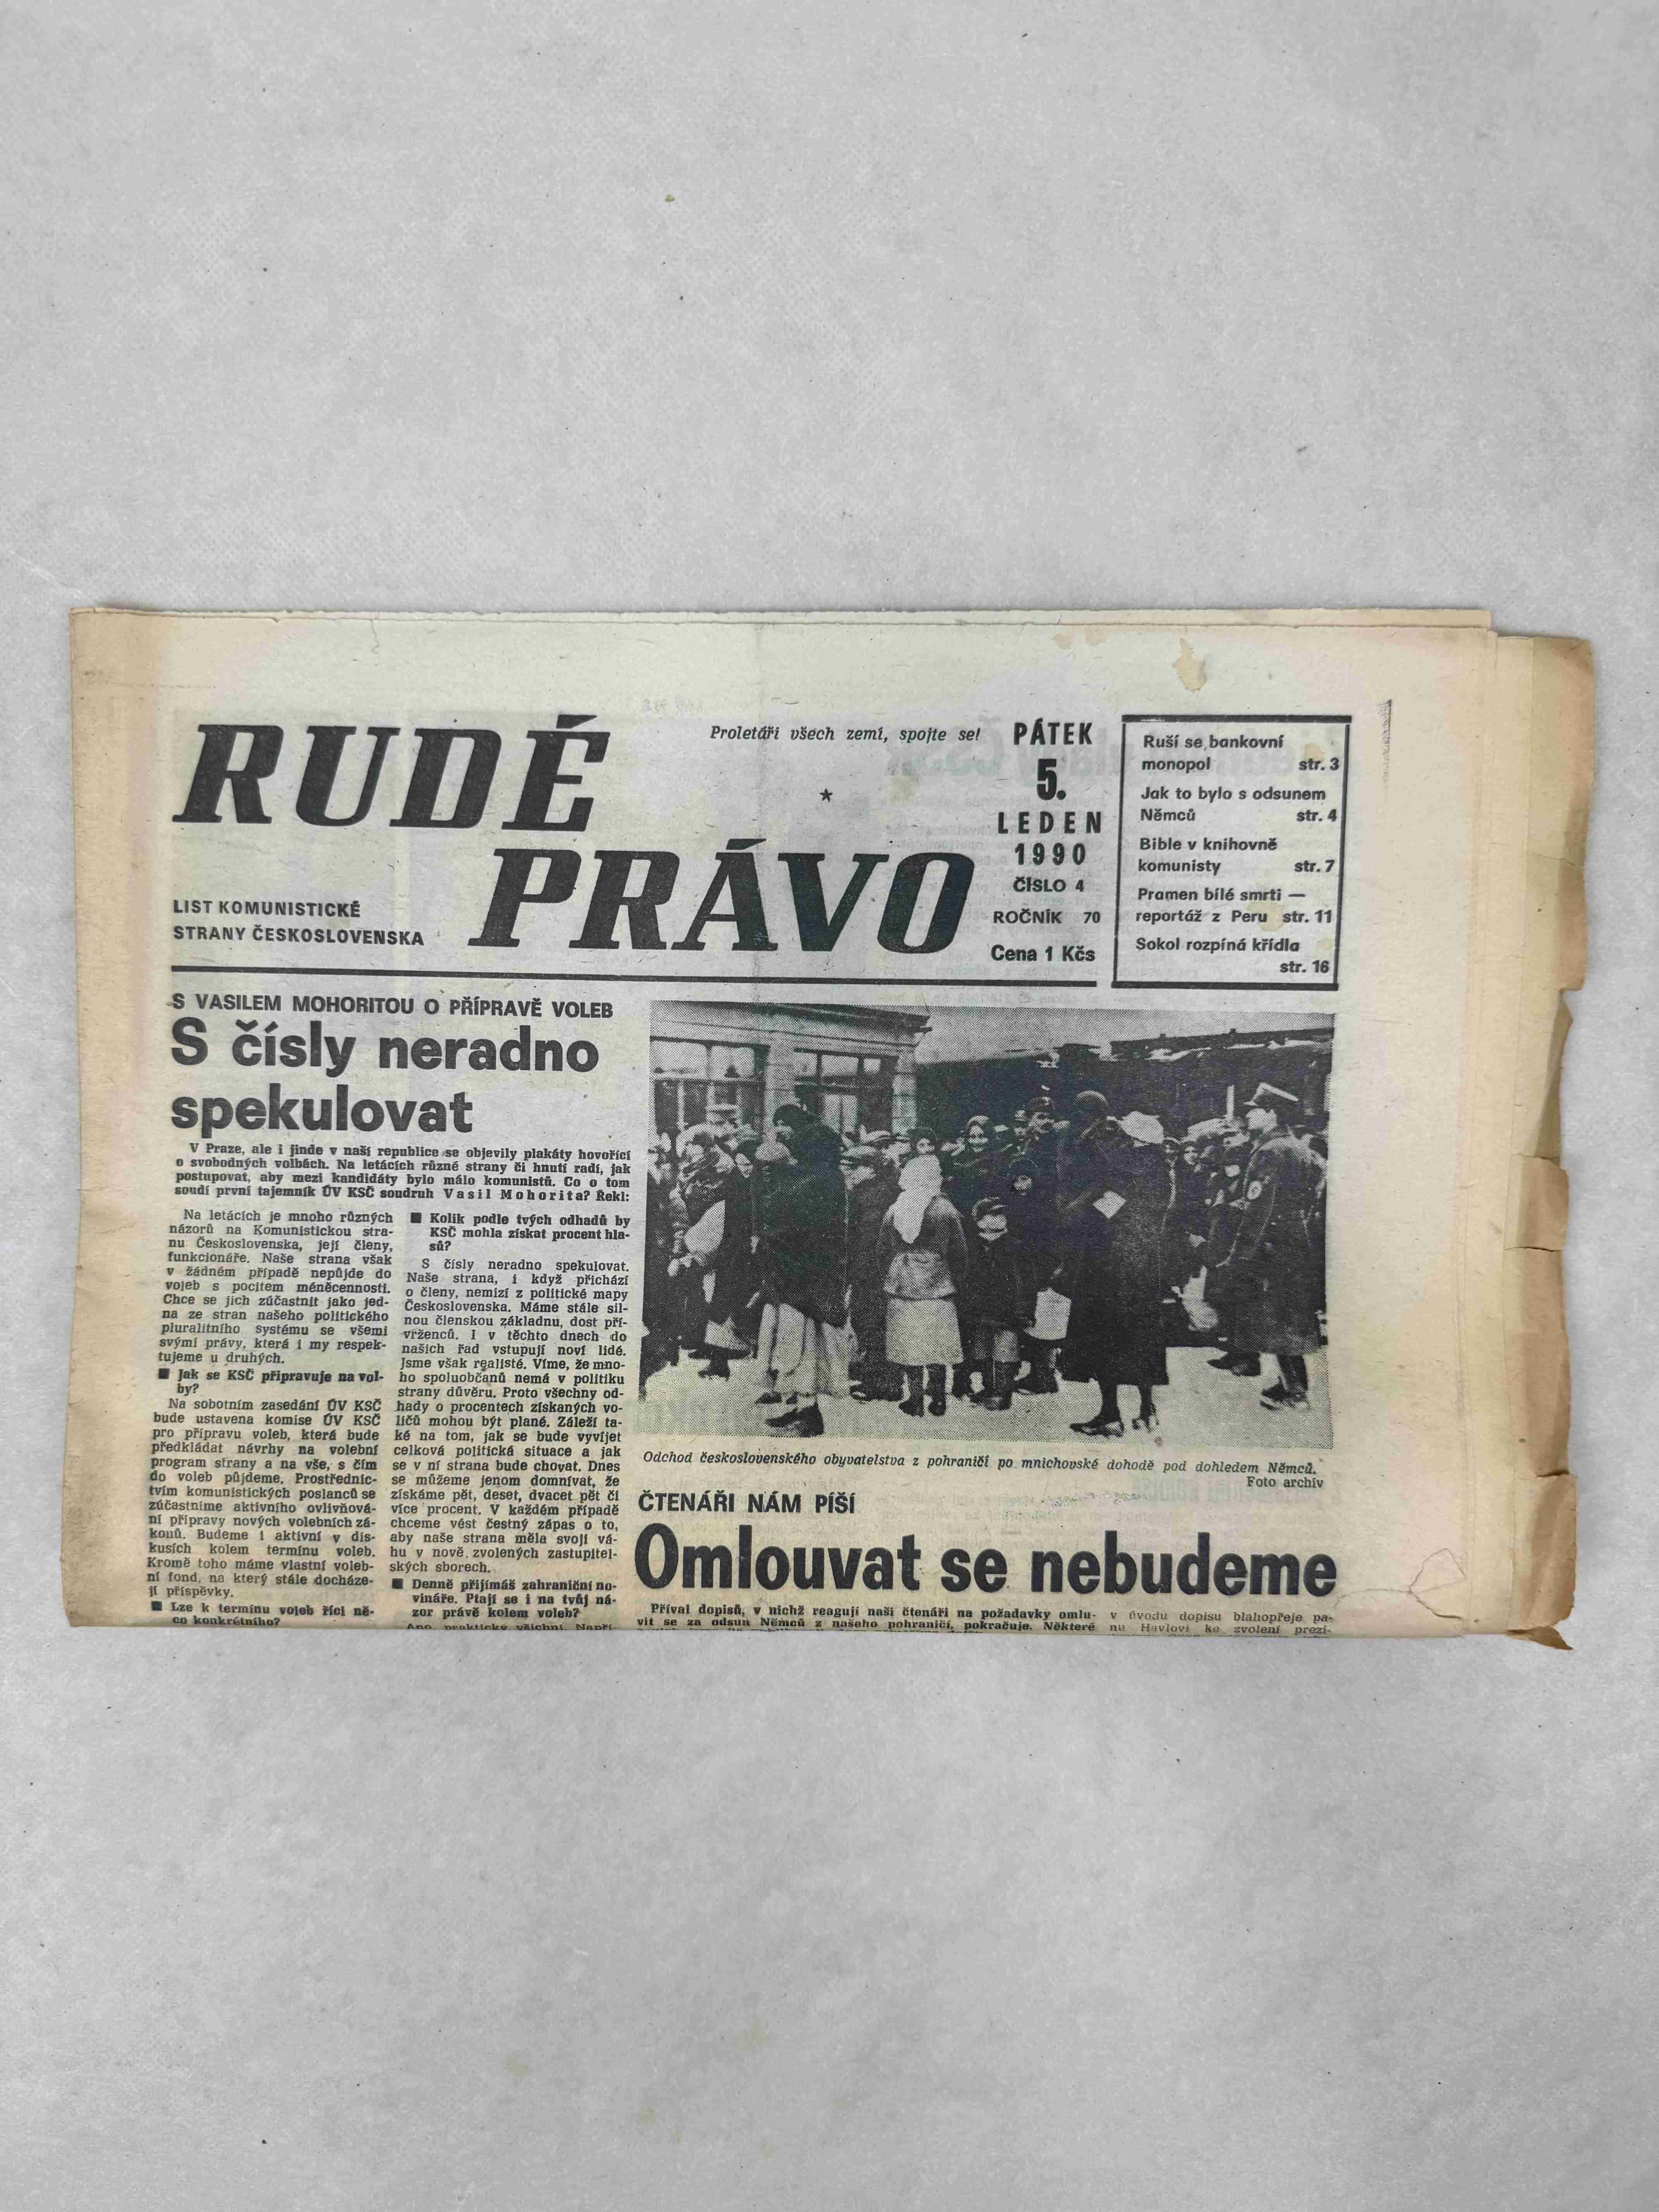 RUDÉ
PRÁVO
LIST KOMUNISTICKÉ
STRANY ČESKOSLOVENSKA
Proletáři všech zemí, spojte se!
PÁTEK
5.
LEDEN
1990
ČÍSLO 4
ROČNÍK 70
Cena 1 Kčs
Ruší se bankovní
monopol str. 3
Jak to bylo s odsunem
Němců str. 4
Bible v knihovně
komunisty str. 7
Pramen bílé smrti —
reportáž z Peru str. 11
Sokol rozpíná křídla
str. 16
S VASILEM MOHORITOU O PŘÍPRAVĚ VOLEB
S čísly neradno
spekulovat
V Praze, ale i jinde v naší republice se objevily plakáty hovořící
o svobodných volbách. Na letácích různé strany či hnutí radí, jak
postupovat, aby mezi kandidáty bylo málo komunistů. Co o tom
soudí první tajemník ÚV KSČ soudruh Vasil Mohorita? Řekl:
Na letácích je mnoho různých
názorů na Komunistickou stra-
nu Československa, její členy,
funkcionáře. Naše strana však
v žádném případě nepůjde do
voleb s pocitem méněcennosti.
Chce se jich zúčastnit jako jed-
na ze stran našeho politického
pluralitního systému se všemi
svými právy, která i my respek-
tujeme u druhých.
■ Jak se KSČ připravuje na vol-
by?
Na sobotním zasedání ÚV KSČ
bude ustavena komise ÚV KSČ
pro přípravu voleb, která bude
předkládat návrhy na volební
program strany a na vše, s čím
do voleb půjdeme. Prostřednic-
tvím komunistických poslanců se
zúčastníme aktivního ovlivňová-
ní přípravy nových volebních zá-
konů. Budeme i aktivní v dis-
kusích kolem termínu voleb.
Kromě toho máme vlastní voleb-
ní fond, na který stále docháze-
jí příspěvky.
■ Lze k termínu voleb říci ně-
co konkrétního?
■ Kolik podle tvých odhadů by
KSČ mohla získat procent hla-
sů?
S čísly neradno spekulovat.
Naše strana, i když přichází
o členy, nemizí z politické mapy
Československa. Máme stále sil-
nou členskou základnu, dost pří-
vrženců. I v těchto dnech do
našich řad vstupují noví lidé.
Jsme však realisté. Víme, že mno-
ho spoluobčanů nemá v politiku
strany důvěru. Proto všechny od-
hady o procentech získaných vo-
ličů mohou být plané. Záleží ta-
ké na tom, jak se bude vyvíjet
celková politická situace a jak
se v ní strana bude chovat. Dnes
se můžeme jenom domnívat, že
získáme pět, deset, dvacet pět či
více procent. V každém případě
chceme vést čestný zápas o to,
aby naše strana měla svoji vá-
hu v nově zvolených zastupitel-
ských sborech.
■ Denně přijímáš zahraniční no-
vináře. Ptají se i na tvůj ná-
zor právě kolem voleb?
Ano, prakticky všichni. Napří-
Odchod československého obyvatelstva z pohraničí po mnichovské dohodě pod dohledem Němců.
Foto archív
ČTENÁŘI NÁM PÍŠÍ
Omlouvat se nebudeme
Příval dopisů, v nichž reagují naši čtenáři na požadavky omlu-
vit se za odsun Němců z našeho pohraničí, pokračuje. Některé
v úvodu dopisu blahopřeje pa-
nu Havlovi ke zvolení prezi-